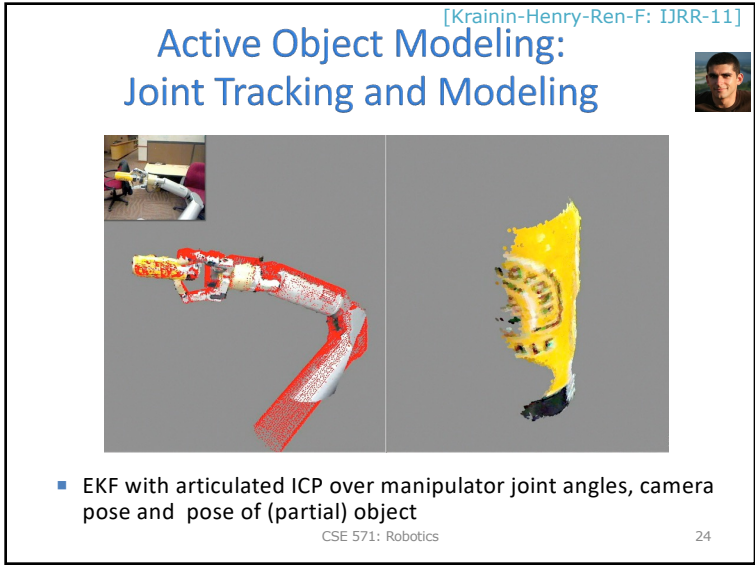 [Krainin-Henry-Ren-F: IJRR-11]
Active Object Modeling:
Joint Tracking and Modeling
▪ EKF with articulated ICP over manipulator joint angles, camera
pose and pose of (partial) object
CSE 571: Robotics
24